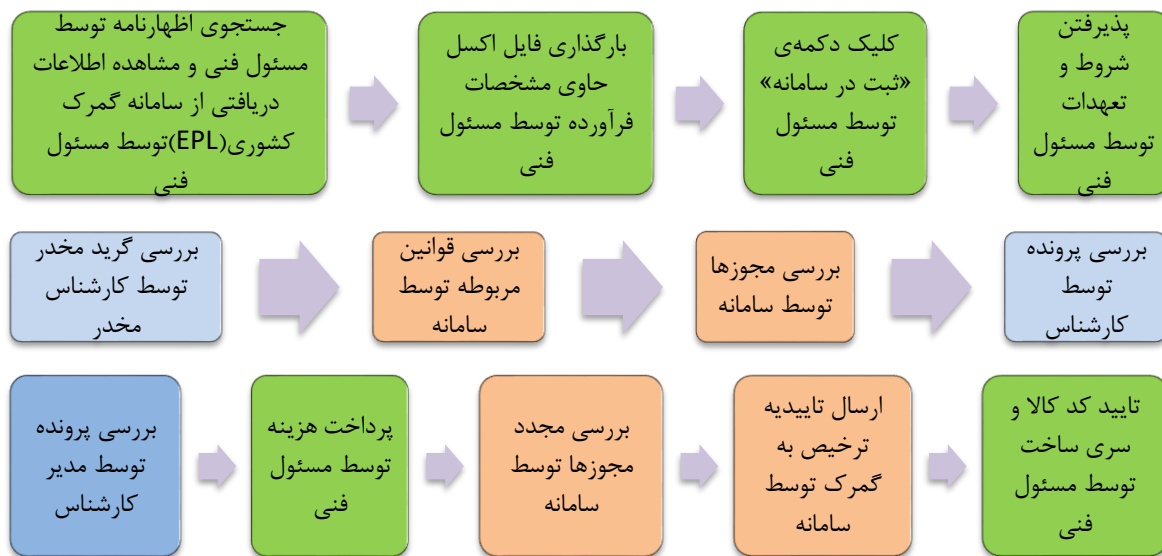 جستجوی اظهارنامه توسط
مسئول فنی و مشاهده اطلاعات
دریافتی از سامانه گمرک
کشوری(EPL)توسط مسئول
فنی
بارگذاری فایل اکسل
حاوی مشخصات
فرآورده توسط مسئول
فنی
کلیک دکمه‌ی
«ثبت در سامانه»
توسط مسئول
فنی
پذیرفتن
شروط و
تعهدات
توسط مسئول
فنی
بررسی گرید مخدر
توسط کارشناس
مخدر
بررسی قوانین
مربوطه توسط
سامانه
بررسی مجوزها
توسط سامانه
بررسی پرونده
توسط
کارشناس
بررسی پرونده
توسط مدیر
کارشناس
پرداخت هزینه
توسط مسئول
فنی
بررسی مجدد
مجوزها توسط
سامانه
ارسال تاییدیه
ترخیص به
گمرک توسط
سامانه
تایید کد کالا و
سری ساخت
توسط مسئول
فنی